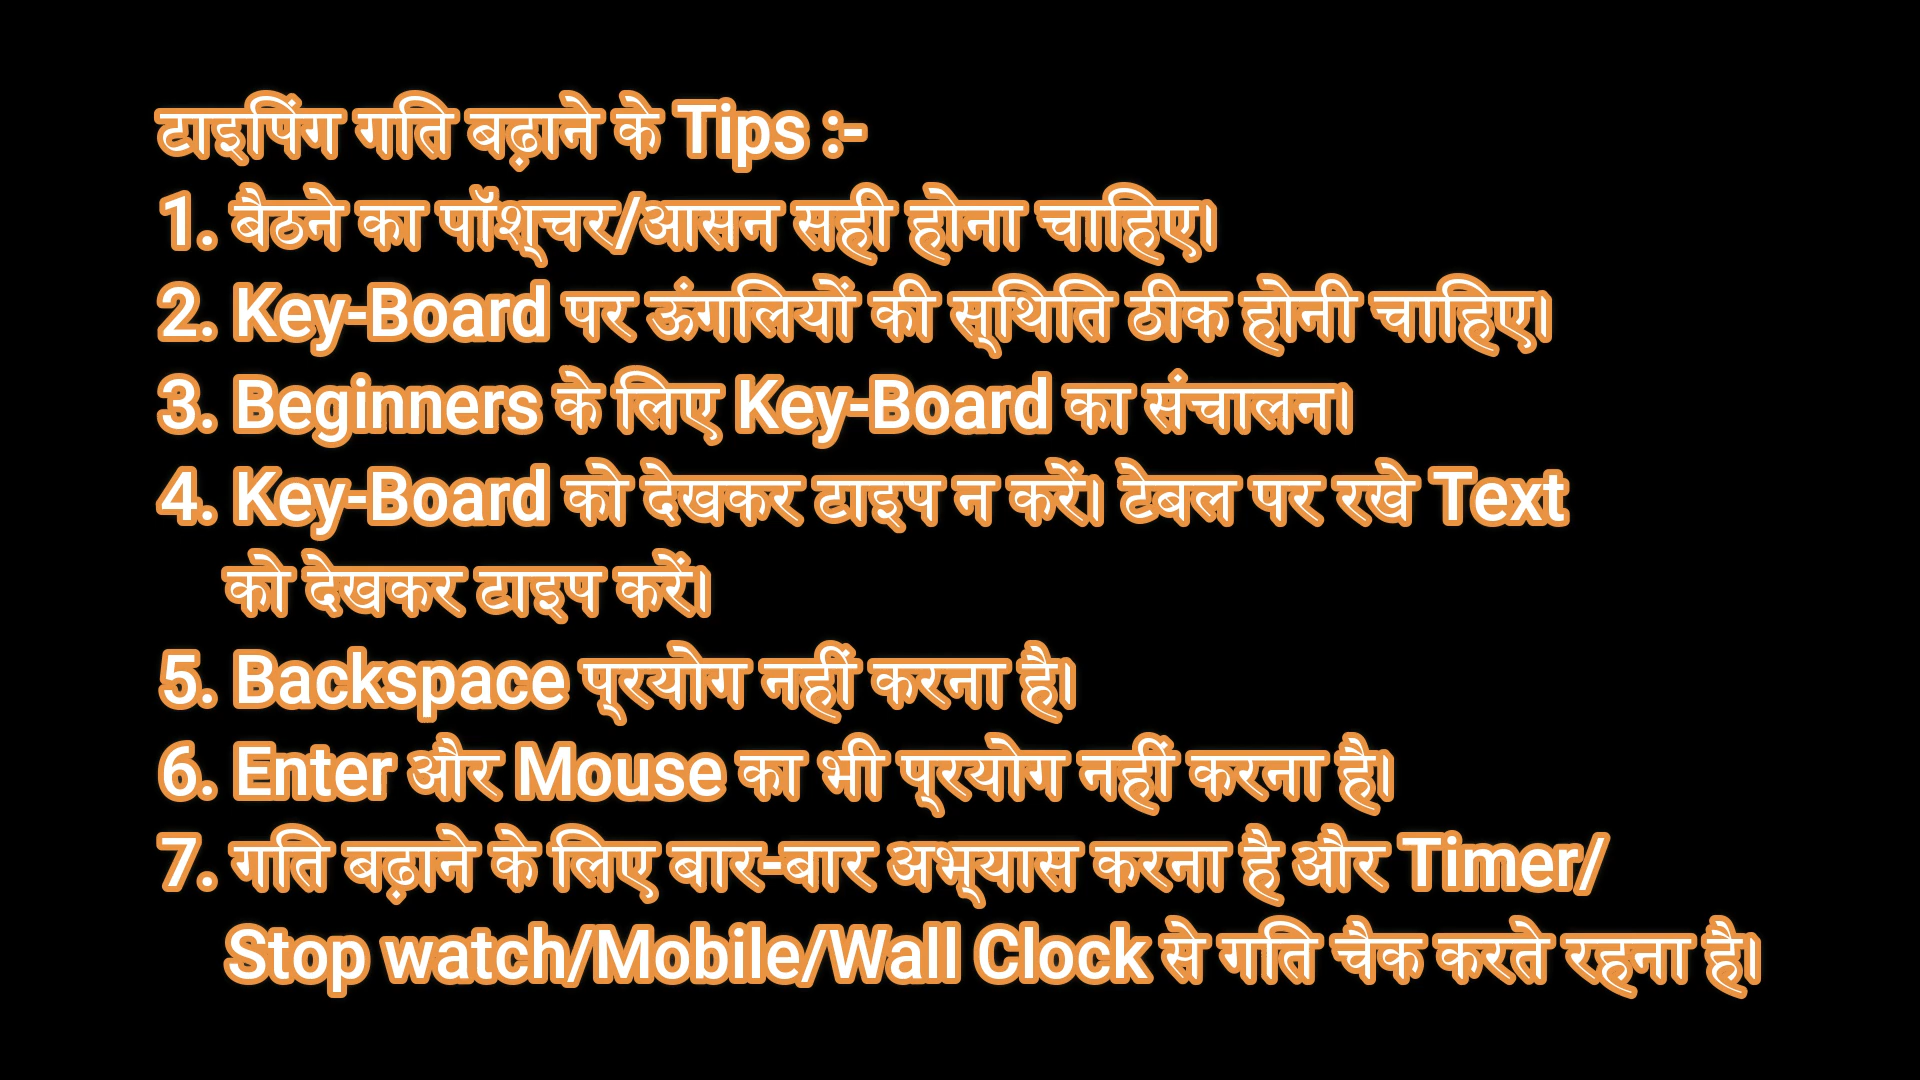 टाइपिंग गति बढ़ाने के Tips :-
1. बैठने का पॉश्चर/आसन सही होना चाहिए।
2. Key-Board पर ऊंगलियों की स्थिति ठीक होनी चाहिए।
3. Beginners के लिए Key-Board का संचालन।
4. Key-Board को देखकर टाइप न करें। टेबल पर रखे Text
को देखकर टाइप करें।
5. Backspace प्रयोग नहीं करना है।
6. Enter और Mouse का भी प्रयोग नहीं करना है।
7. गति बढ़ाने के लिए बार-बार अभ्यास करना है और Timer/
Stop watch/Mobile/Wall Clock से गति चैक करते रहना है।